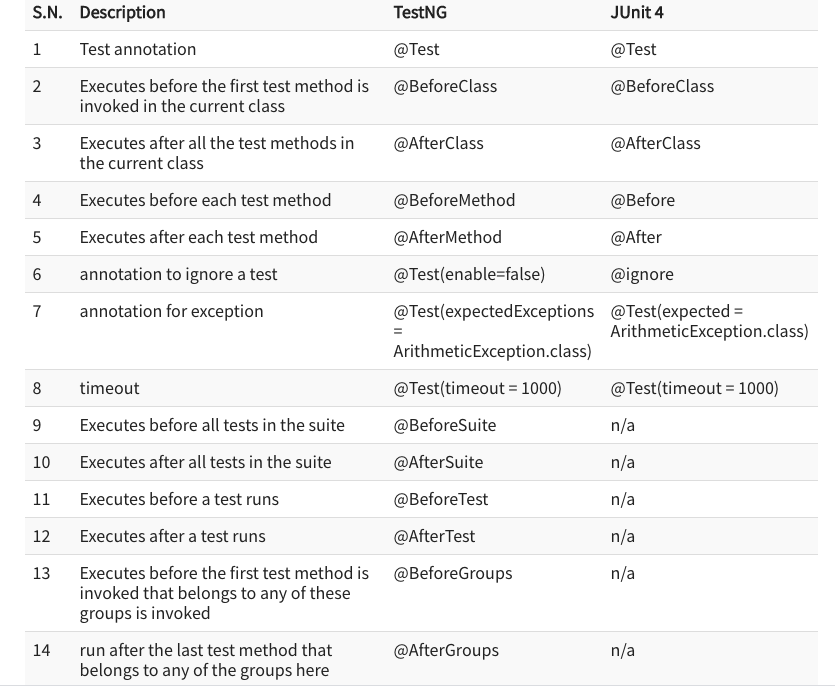 S.N. Description TestNG JUnit 4
1 Test annotation @Test @Test
2 Executes before the first test method is @BeforeClass @BeforeClass
invoked in the current class
3 Executes after all the test methods in @AfterClass @AfterClass
the current class
4 Executes before each test method @BeforeMethod @Before
5 Executes after each test method @AfterMethod @After
6 annotation to ignore a test @Test(enable=false) @ignore
7 annotation for exception @Test(expectedExceptions @Test(expected =
= ArithmeticException.class)
ArithmeticException.class)
8 timeout @Test(timeout = 1000) @Test(timeout = 1000)
9 Executes before all tests in the suite @BeforeSuite n/a
10 Executes after all tests in the suite @AfterSuite n/a
11 Executes before a test runs @BeforeTest n/a
12 Executes after a test runs @AfterTest n/a
13 Executes before the first test method is @BeforeGroups n/a
invoked that belongs to any of these
groups is invoked
14 run after the last test method that @AfterGroups n/a
belongs to any of the groups here